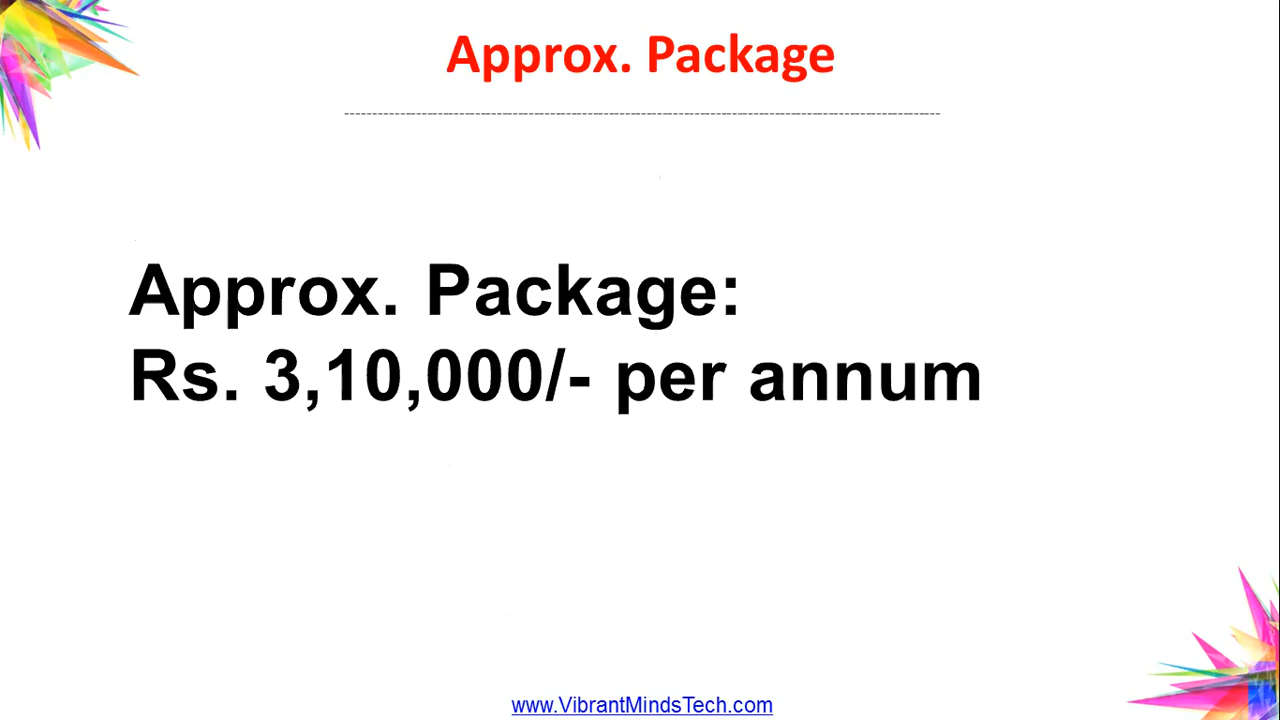 Approx. Package
Approx. Package:
Rs. 3,10,000/- per annum
www.VibrantMindsTech.com